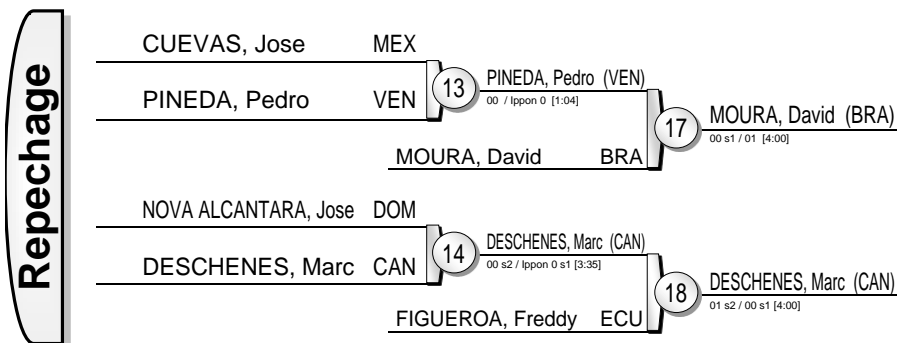 Repechage
CUEVAS, Jose MEX
PINEDA, Pedro VEN
13
PINEDA, Pedro (VEN)
00 / Ippon 0 [1:04]
MOURA, David BRA
17
MOURA, David (BRA)
00 s1 / 01 [4:00]
NOVA ALCANTARA, Jose DOM
DESCHENES, Marc CAN
14
DESCHENES, Marc (CAN)
00 s2 / Ippon 0 s1 [3:35]
FIGUEROA, Freddy ECU
18
DESCHENES, Marc (CAN)
01 s2 / 00 s1 [4:00]